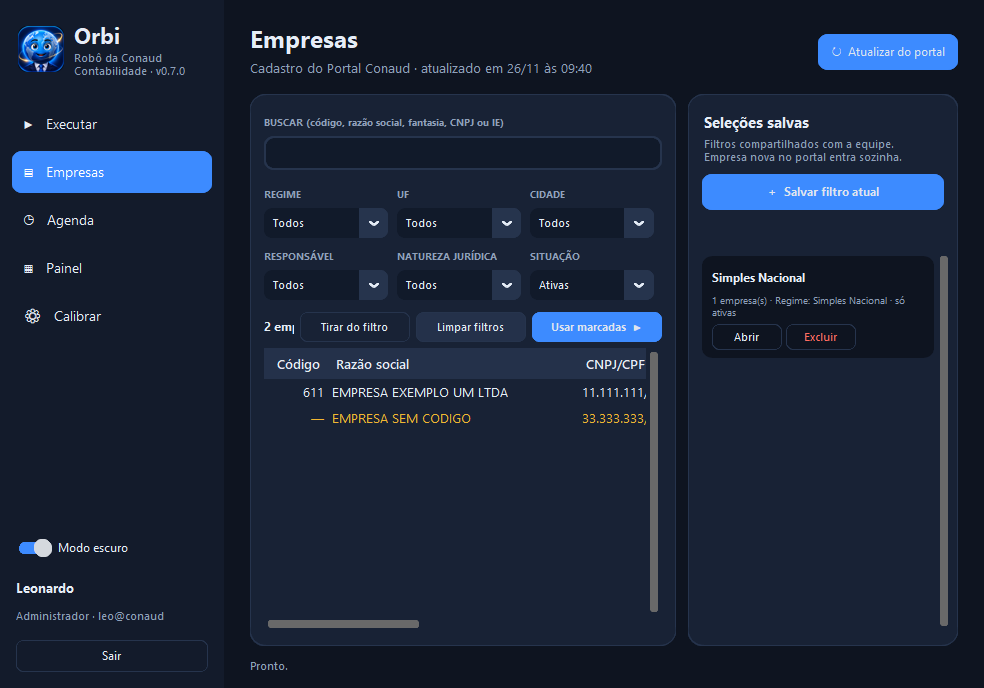 Orbi
Robô da Conaud
Contabilidade · v0.7.0
Executar
Empresas
Agenda
Painel
Calibrar
Modo escuro
Leonardo
Administrador · leo@conaud
Sair
Empresas
Cadastro do Portal Conaud · atualizado em 26/11 às 09:40
Atualizar do portal
BUSCAR (código, razão social, fantasia, CNPJ ou IE)
REGIME UF CIDADE
Todos Todos Todos
RESPONSÁVEL NATUREZA JURÍDICA SITUAÇÃO
Todos Todos Ativas
2 emp Tirar do filtro Limpar filtros Usar marcadas
Código Razão social CNPJ/CPF
611 EMPRESA EXEMPLO UM LTDA 11.111.111,
— EMPRESA SEM CODIGO 33.333.333,
Pronto.
Seleções salvas
Filtros compartilhados com a equipe.
Empresa nova no portal entra sozinha.
+ Salvar filtro atual
Simples Nacional
1 empresa(s) · Regime: Simples Nacional · só
ativas
Abrir Excluir